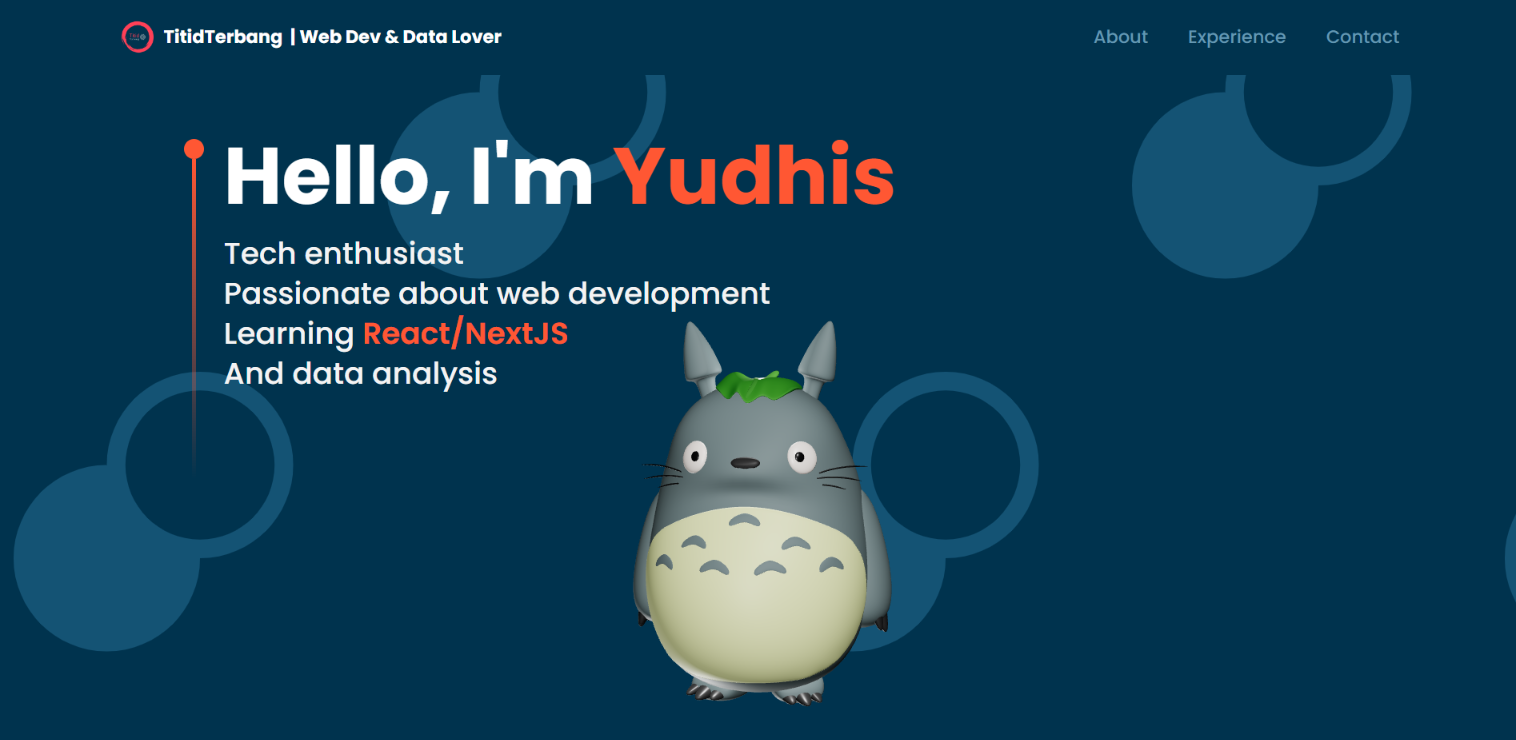 TitidTerbang | Web Dev & Data Lover
About
Experience
Contact
Hello, I'm Yudhis
Tech enthusiast
Passionate about web development
Learning React/NextJS
And data analysis